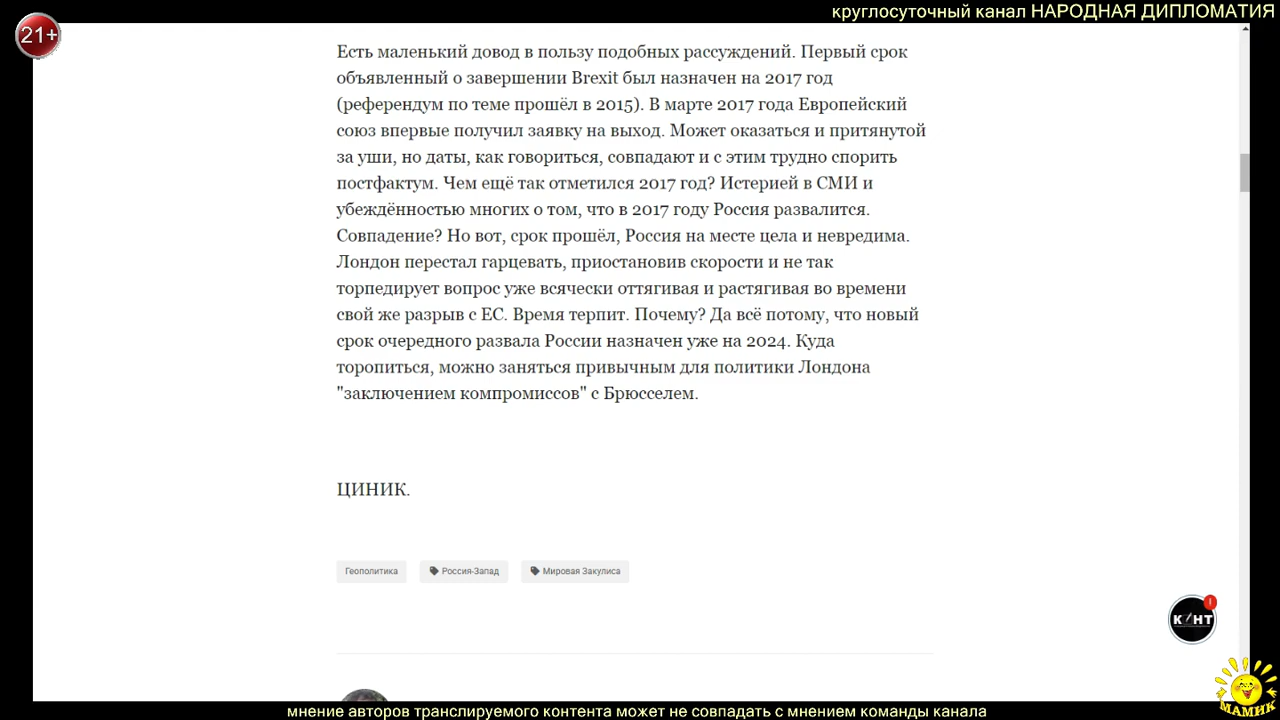 круглосуточный канал НАРОДНАЯ ДИПЛОМАТИЯ
21+
Есть маленький довод в пользу подобных рассуждений. Первый срок
объявленный о завершении Brexit был назначен на 2017 год
(референдум по теме прошёл в 2015). В марте 2017 года Европейский
союз впервые получил заявку на выход. Может оказаться и притянутой
за уши, но даты, как говориться, совпадают и с этим трудно спорить
постфактум. Чем ещё так отметился 2017 год? Истерией в СМИ и
убеждённостью многих о том, что в 2017 году Россия развалится.
Совпадение? Но вот, срок прошёл, Россия на месте цела и невредима.
Лондон перестал гарцевать, приостановив скорости и не так
торпедирует вопрос уже всячески оттягивая и растягивая во времени
свой же разрыв с ЕС. Время терпит. Почему? Да всё потому, что новый
срок очередного развала России назначен уже на 2024. Куда
торопиться, можно заняться привычным для политики Лондона
"заключением компромиссов" с Брюсселем.
ЦИНИК.
Геополитика Россия-Запад Мировая Закулиса
КОНТ
МАМИК
мнение авторов транслируемого контента может не совпадать с мнением команды канала